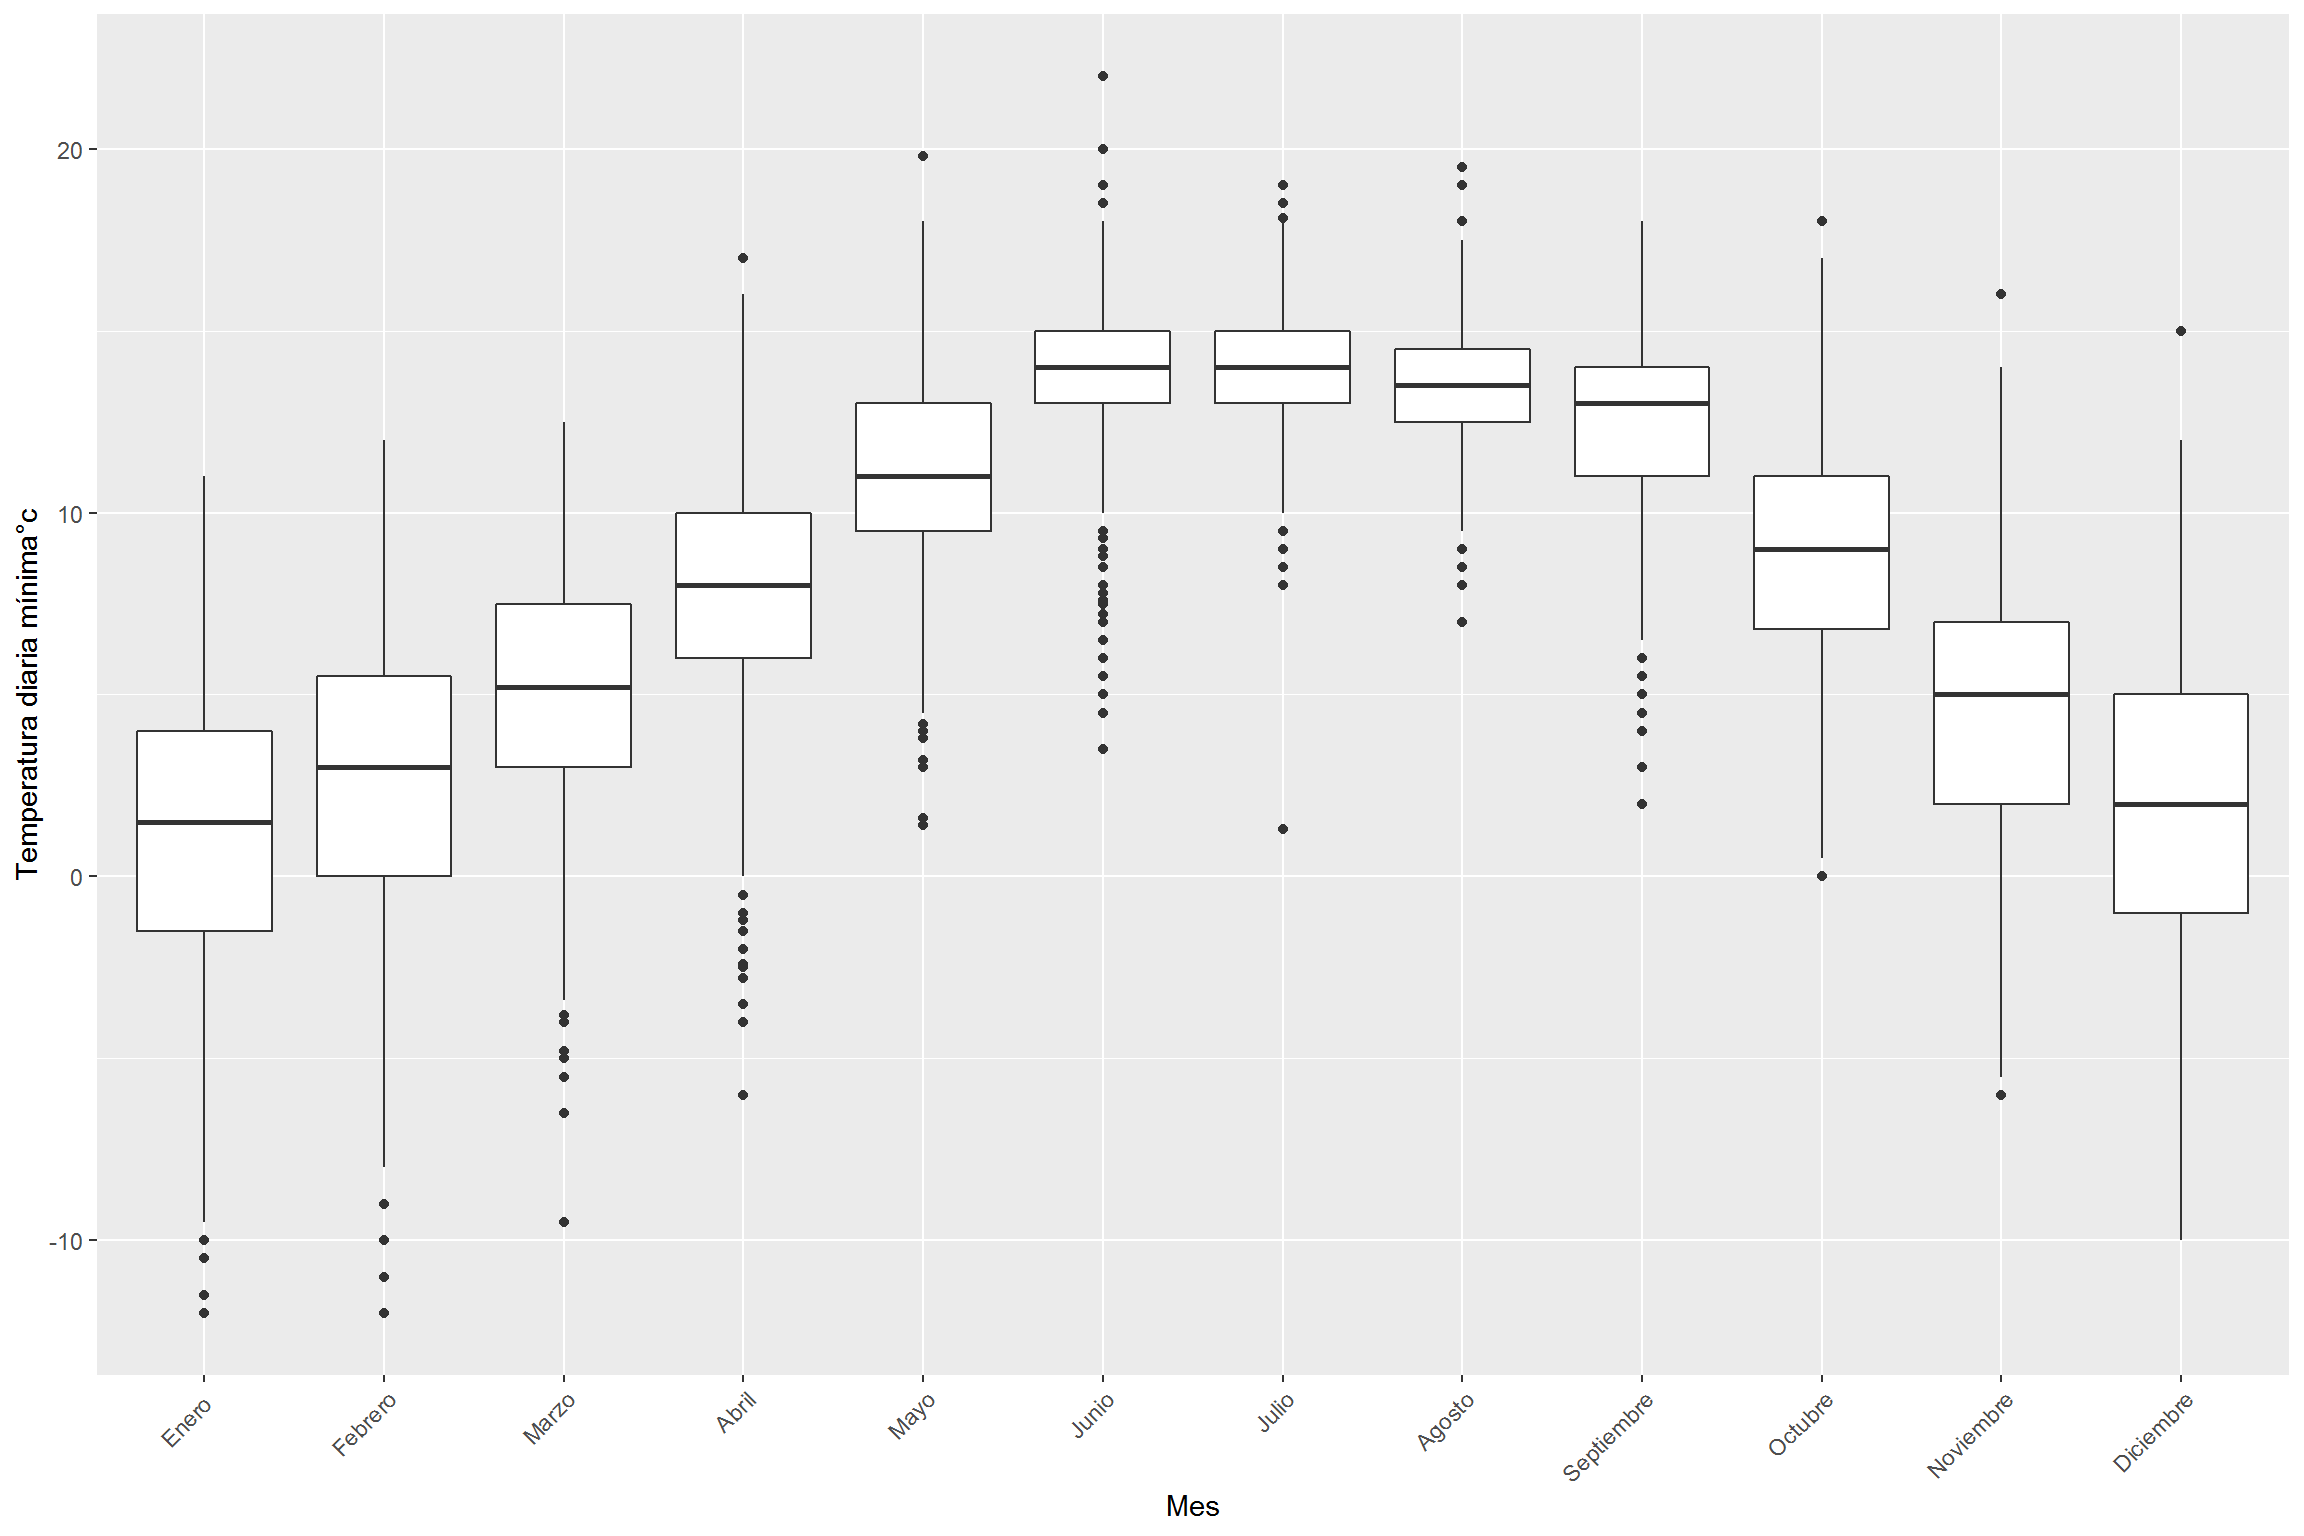 Temperatura diaria mínima°c
20
10
0
-10
Enero
Febrero
Marzo
Abril
Mayo
Junio
Julio
Agosto
Septiembre
Octubre
Noviembre
Diciembre
Mes